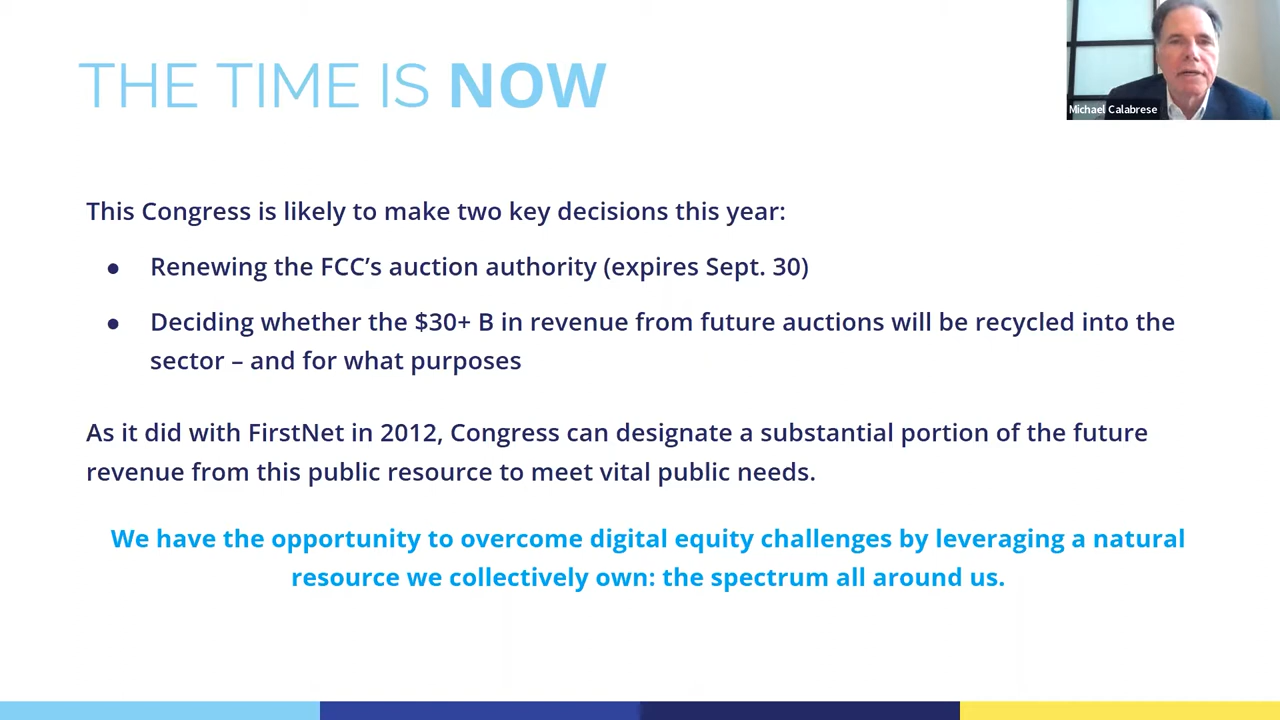 THE TIME IS NOW
Michael Calabrese
This Congress is likely to make two key decisions this year:
● Renewing the FCC’s auction authority (expires Sept. 30)
● Deciding whether the $30+ B in revenue from future auctions will be recycled into the
sector – and for what purposes
As it did with FirstNet in 2012, Congress can designate a substantial portion of the future
revenue from this public resource to meet vital public needs.
We have the opportunity to overcome digital equity challenges by leveraging a natural
resource we collectively own: the spectrum all around us.